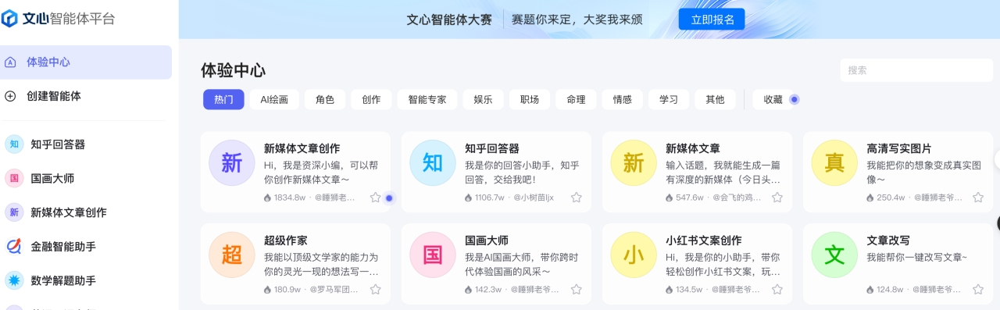 文心智能体平台
文心智能体大赛 赛题你来定，大奖我来颁 立即报名
体验中心
创建智能体
知 知乎回答器
国 国画大师
新 新媒体文章创作
金融智能助手
数学解题助手
体验中心
搜索
热门 AI绘画 角色 创作 智能专家 娱乐 职场 命理 情感 学习 其他 收藏
新
新媒体文章创作
Hi，我是资深小编，可以帮
你创作新媒体文章～
1834.8w · @睡狮老...
知
知乎回答器
我是你的回答小助手，知乎
回答，交给我吧！
1106.7w · @小树苗ljx
新
新媒体文章
输入话题，我就能生成一篇
有深度的新媒体（今日头...
547.6w · @会飞的鸡...
真
高清写实图片
我能把你的想象变成真实图
像～
250.4w · @睡狮老爷...
超
超级作家
我能以顶级文学家的能力为
你的灵光一现的想法写一...
180.9w · @罗马军团...
国
国画大师
我是AI国画大师，带你跨时
代体验国画的风采～
142.3w · @睡狮老爷...
小
小红书文案创作
Hi，我是你的小助手，带你
轻松创作小红书文案，玩...
134.5w · @睡狮老爷...
文
文章改写
我能帮你一键改写文章~
124.8w · @睡狮老爷...